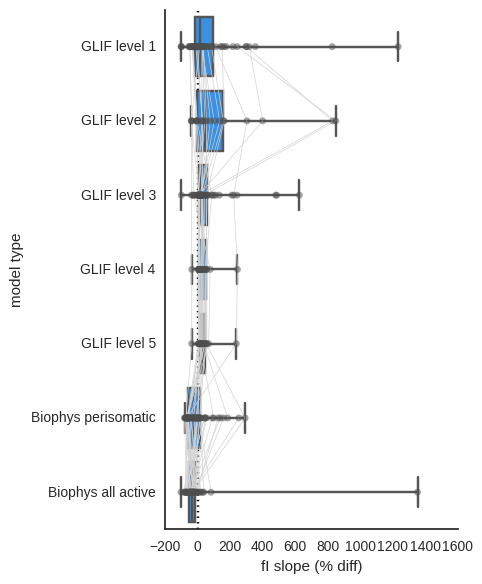 GLIF level 1
GLIF level 2
GLIF level 3
GLIF level 4
GLIF level 5
Biophys perisomatic
Biophys all active
model type
−200 0 200 400 600 800 1000 1200 1400 1600
fI slope (% diff)